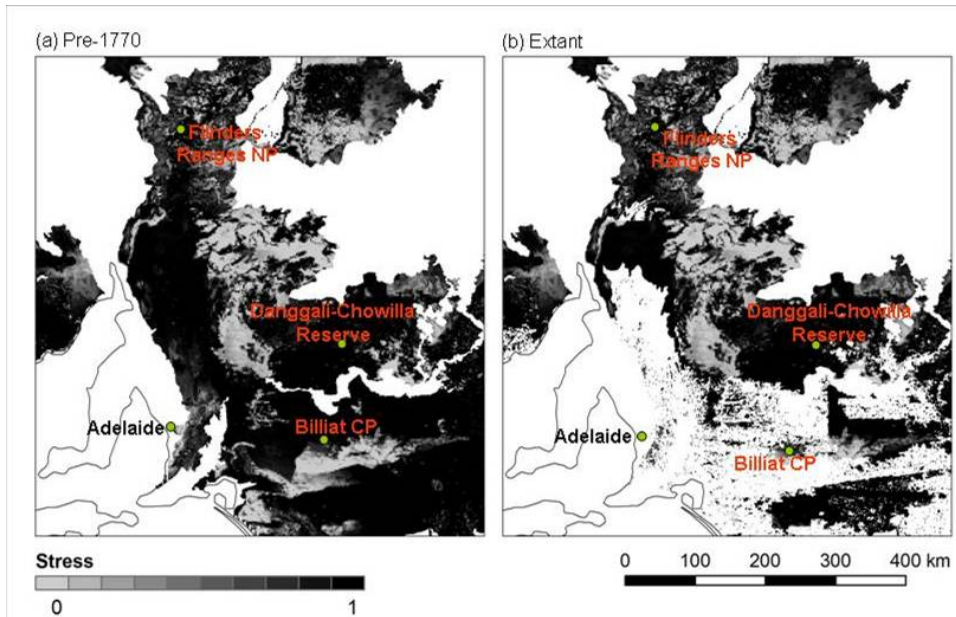 (a) Pre-1770
(b) Extant
Flinders
Ranges NP
Flinders
Ranges NP
Danggali-Chowilla
Reserve
Danggali-Chowilla
Reserve
Adelaide
Billiat CP
Adelaide
Billiat CP
Stress
0 1
0 100 200 300 400 km